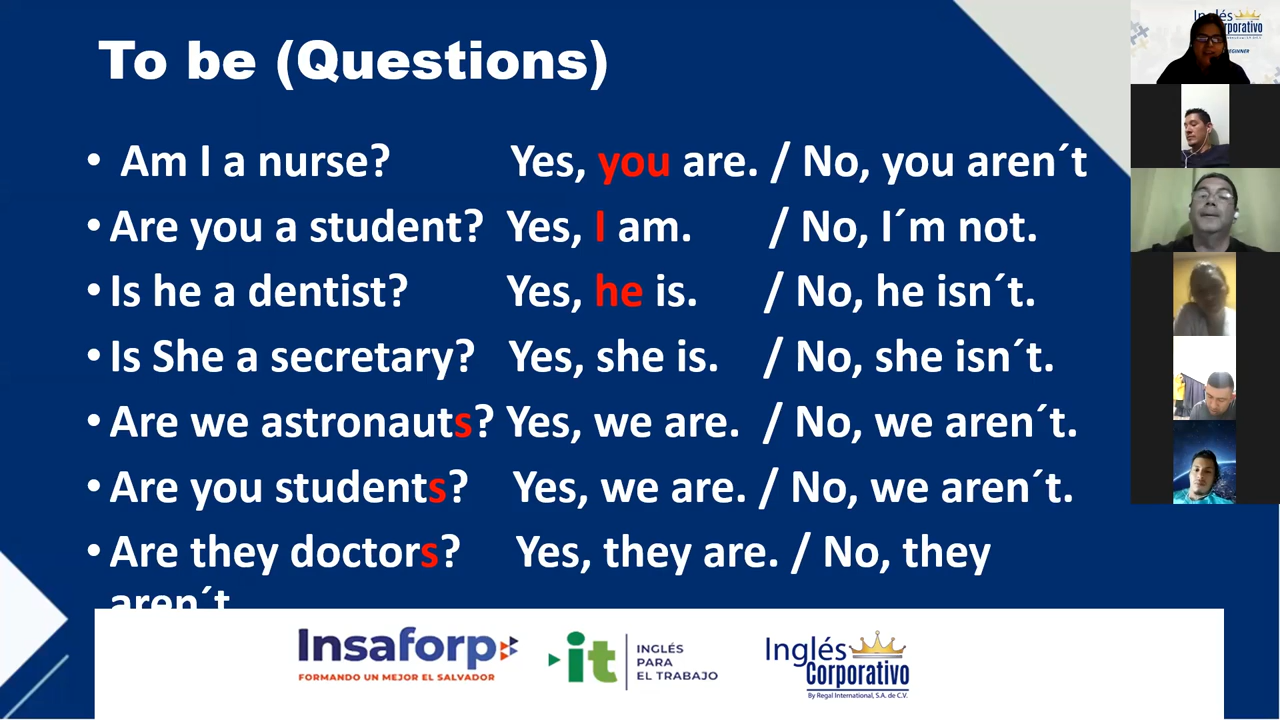 To be (Questions)
• Am I a nurse? Yes, you are. / No, you aren´t
• Are you a student? Yes, I am. / No, I´m not.
• Is he a dentist? Yes, he is. / No, he isn´t.
• Is She a secretary? Yes, she is. / No, she isn´t.
• Are we astronauts? Yes, we are. / No, we aren´t.
• Are you students? Yes, we are. / No, we aren´t.
• Are they doctors? Yes, they are. / No, they
aren´t
Insaforp
FORMANDO UN MEJOR EL SALVADOR
it
INGLÉS
PARA
EL TRABAJO
Inglés
Corporativo
By Regal International, S.A. de C.V.
Inglés